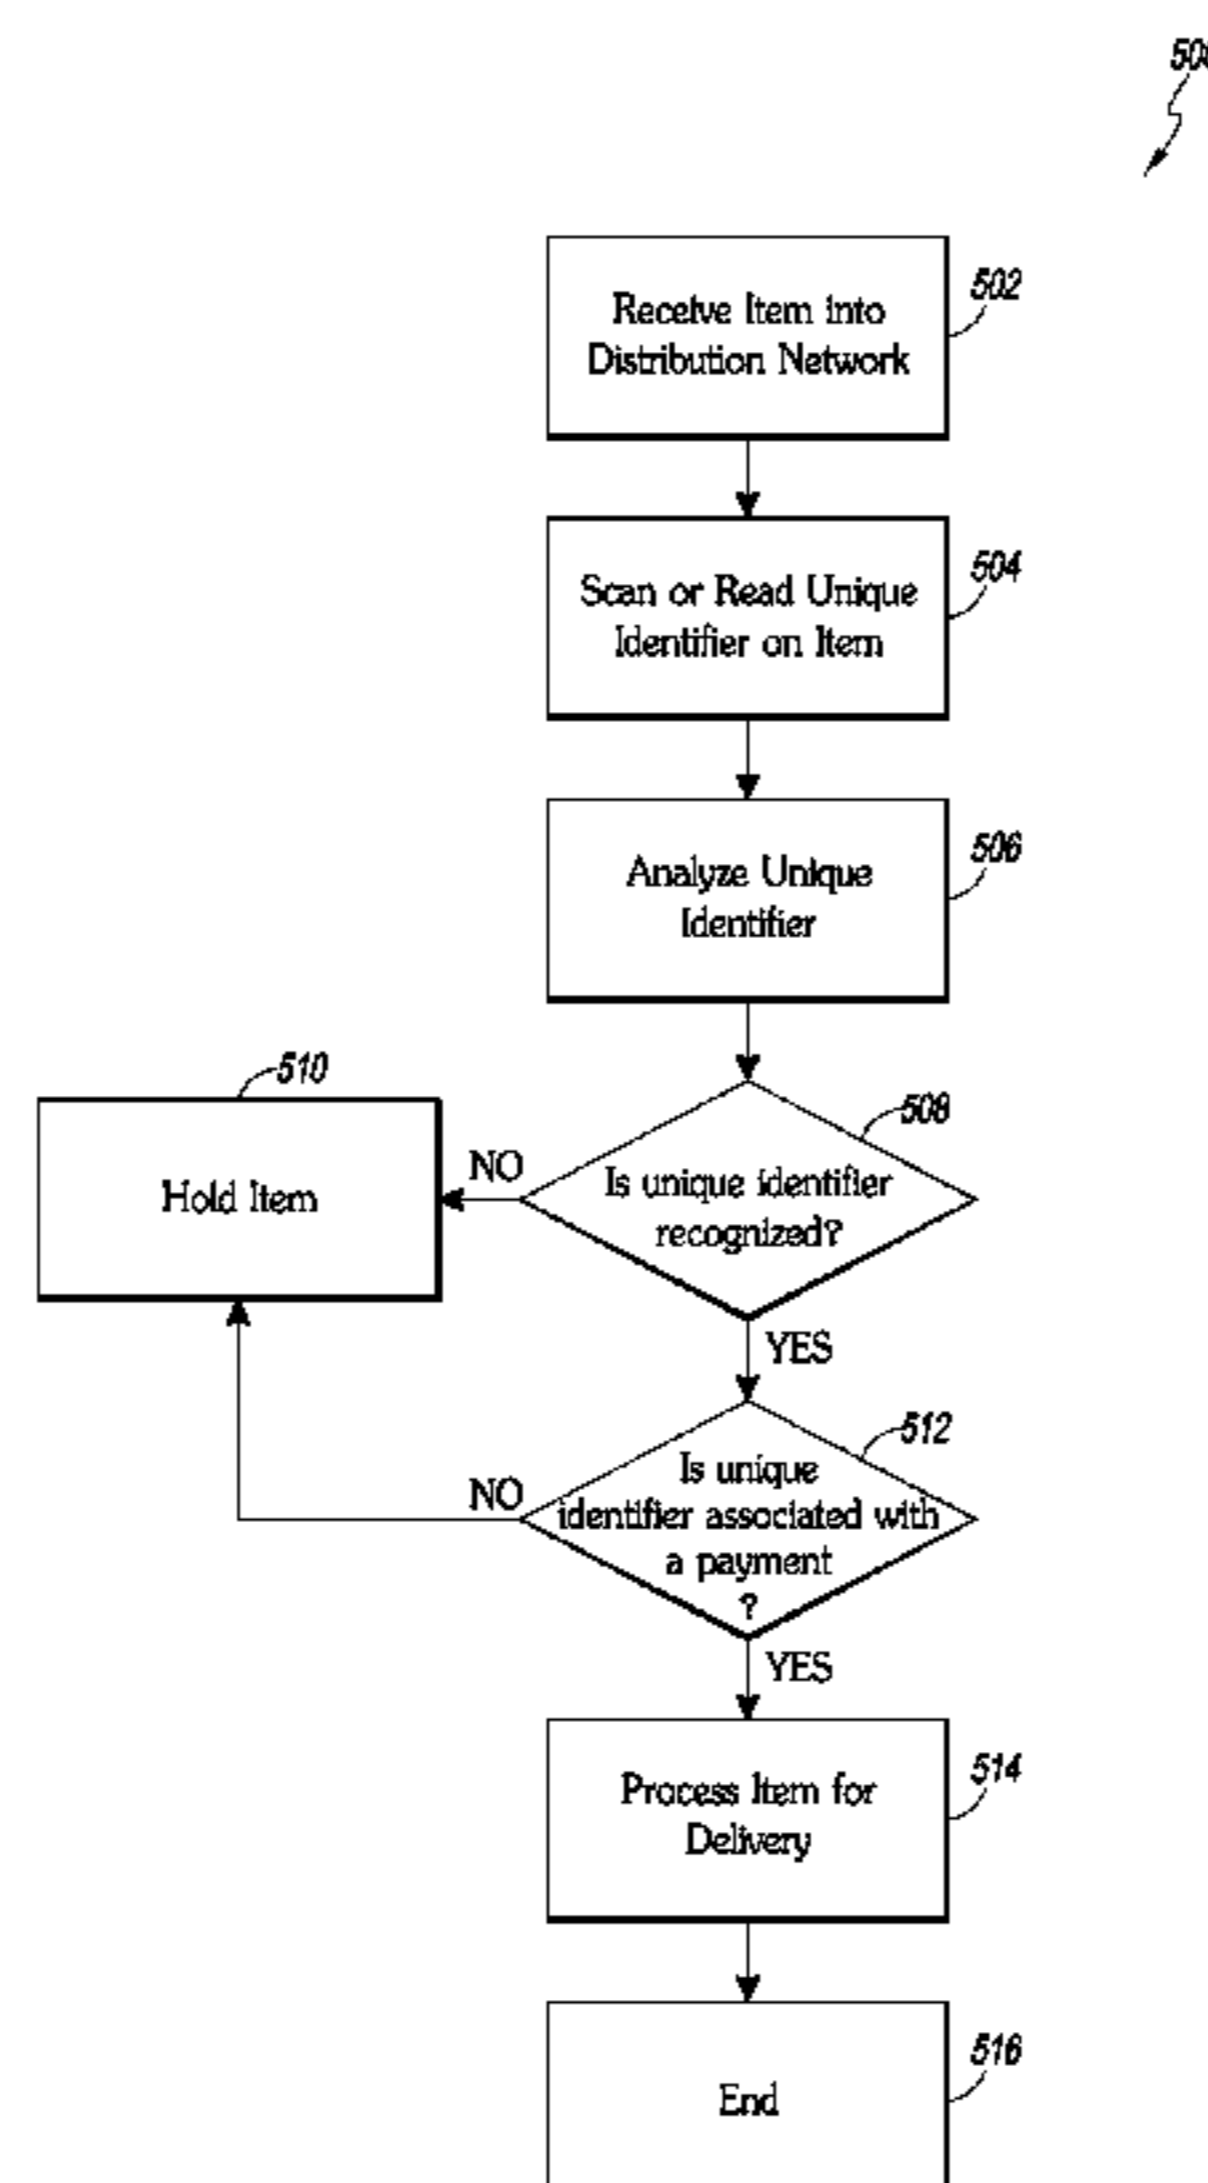 500
502
Receive Item into
Distribution Network
504
Scan or Read Unique
Identifier on Item
506
Analyze Unique
Identifier
510
508
Hold Item
NO
Is unique identifier
recognized?
YES
512
NO
Is unique
identifier associated with
a payment
?
YES
514
Process Item for
Delivery
516
End